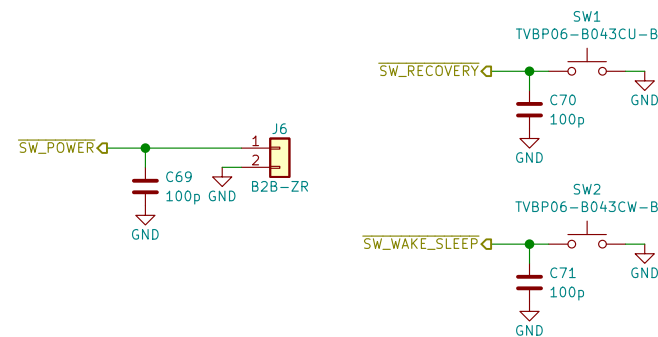 SW1
TVBP06-B043CU-B
SW_RECOVERY
GND
C70
100p
GND
J6
1
SW_POWER
2
C69
100p
GND
B2B-ZR
GND
SW2
TVBP06-B043CW-B
SW_WAKE_SLEEP
GND
C71
100p
GND